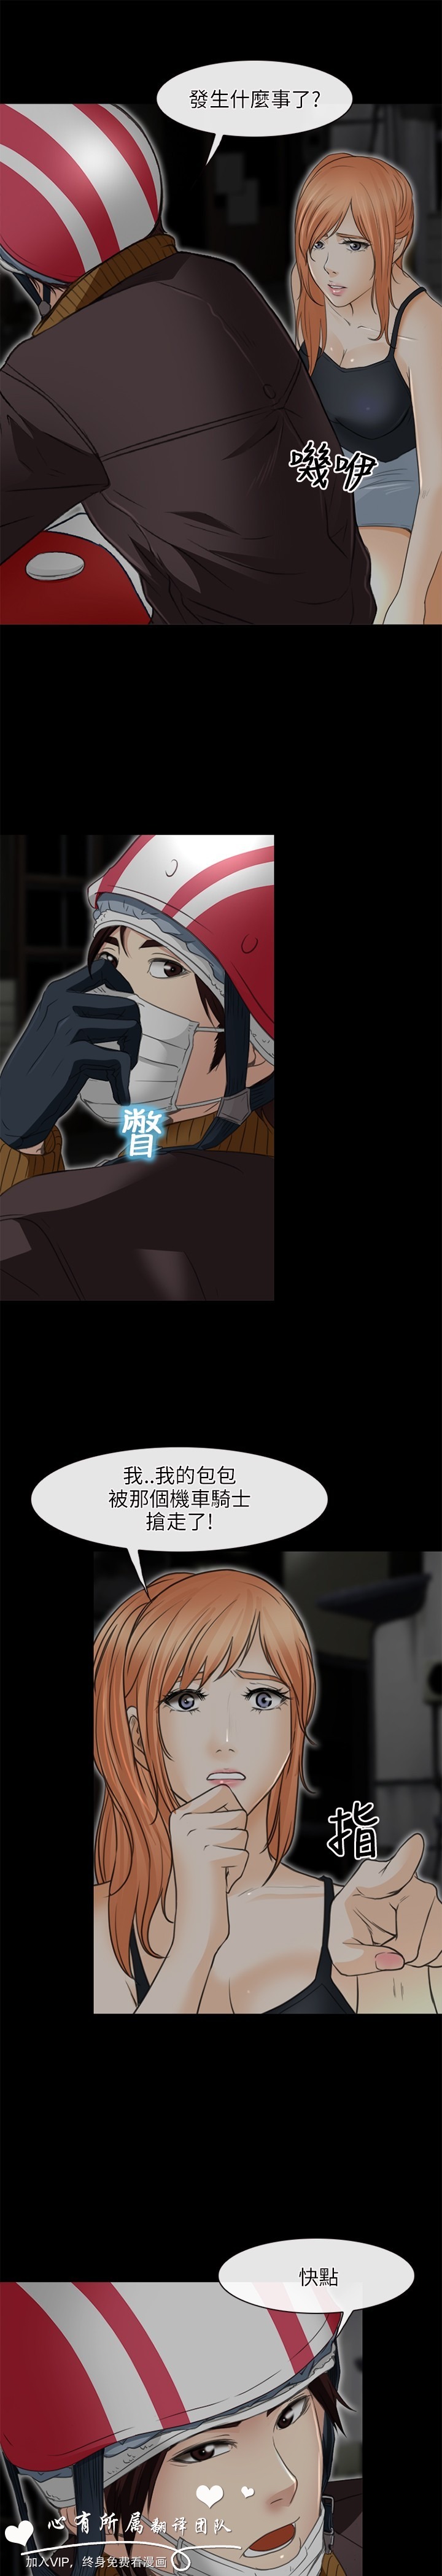 發生什麼事了?
嘰咿
瞥
我..我的包包
被那個機車騎士
搶走了!
指
快點
心有所属翻译团队
加入VIP，终身免费看漫画